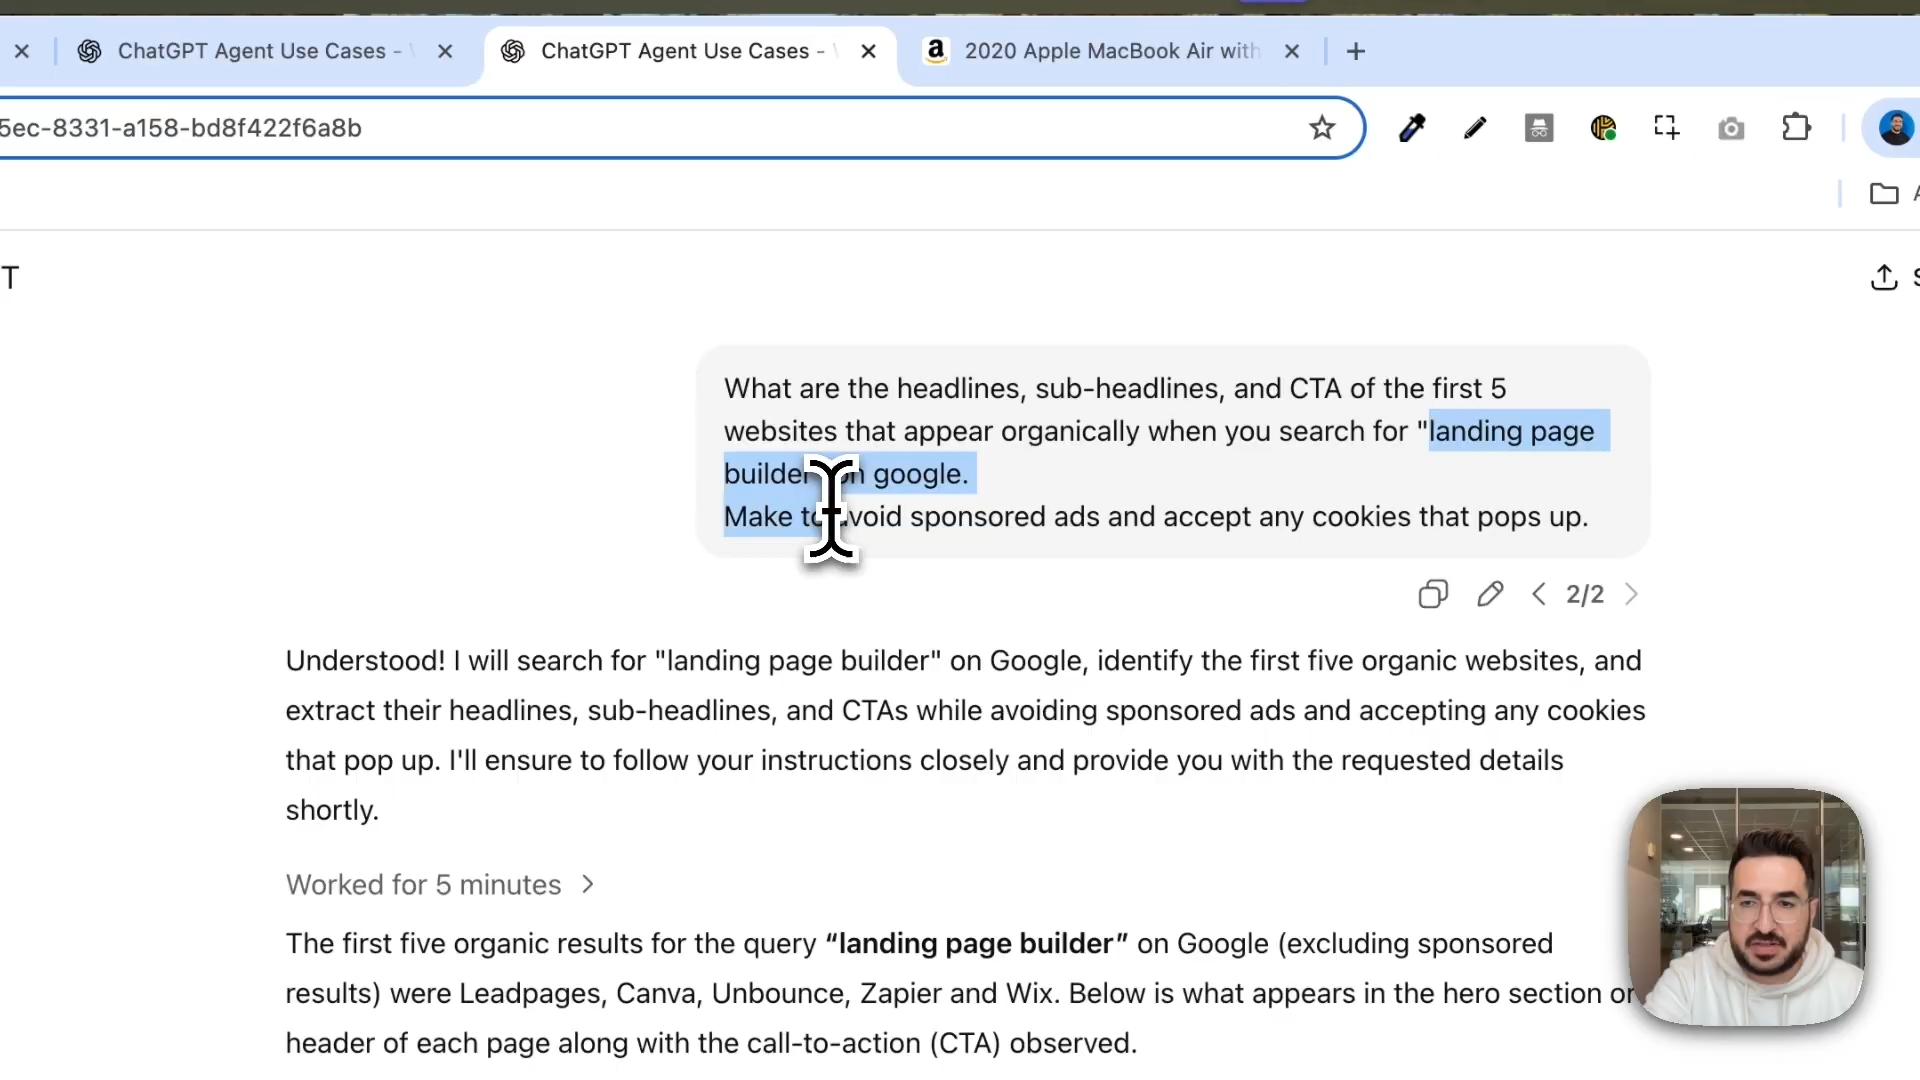 ChatGPT Agent Use Cases -
ChatGPT Agent Use Cases -
2020 Apple MacBook Air with
5ec-8331-a158-bd8f422f6a8b
T
What are the headlines, sub-headlines, and CTA of the first 5
websites that appear organically when you search for "landing page
builder on google.
Make to avoid sponsored ads and accept any cookies that pops up.
2/2
Understood! I will search for "landing page builder" on Google, identify the first five organic websites, and
extract their headlines, sub-headlines, and CTAs while avoiding sponsored ads and accepting any cookies
that pop up. I'll ensure to follow your instructions closely and provide you with the requested details
shortly.
Worked for 5 minutes
The first five organic results for the query “landing page builder” on Google (excluding sponsored
results) were Leadpages, Canva, Unbounce, Zapier and Wix. Below is what appears in the hero section or
header of each page along with the call-to-action (CTA) observed.